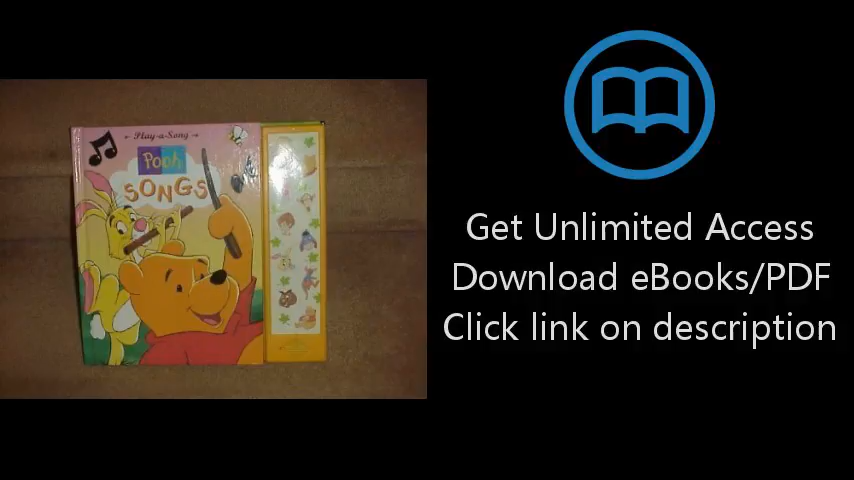 Play-a-Song
Pooh
SONGS
Get Unlimited Access
Download eBooks/PDF
Click link on description